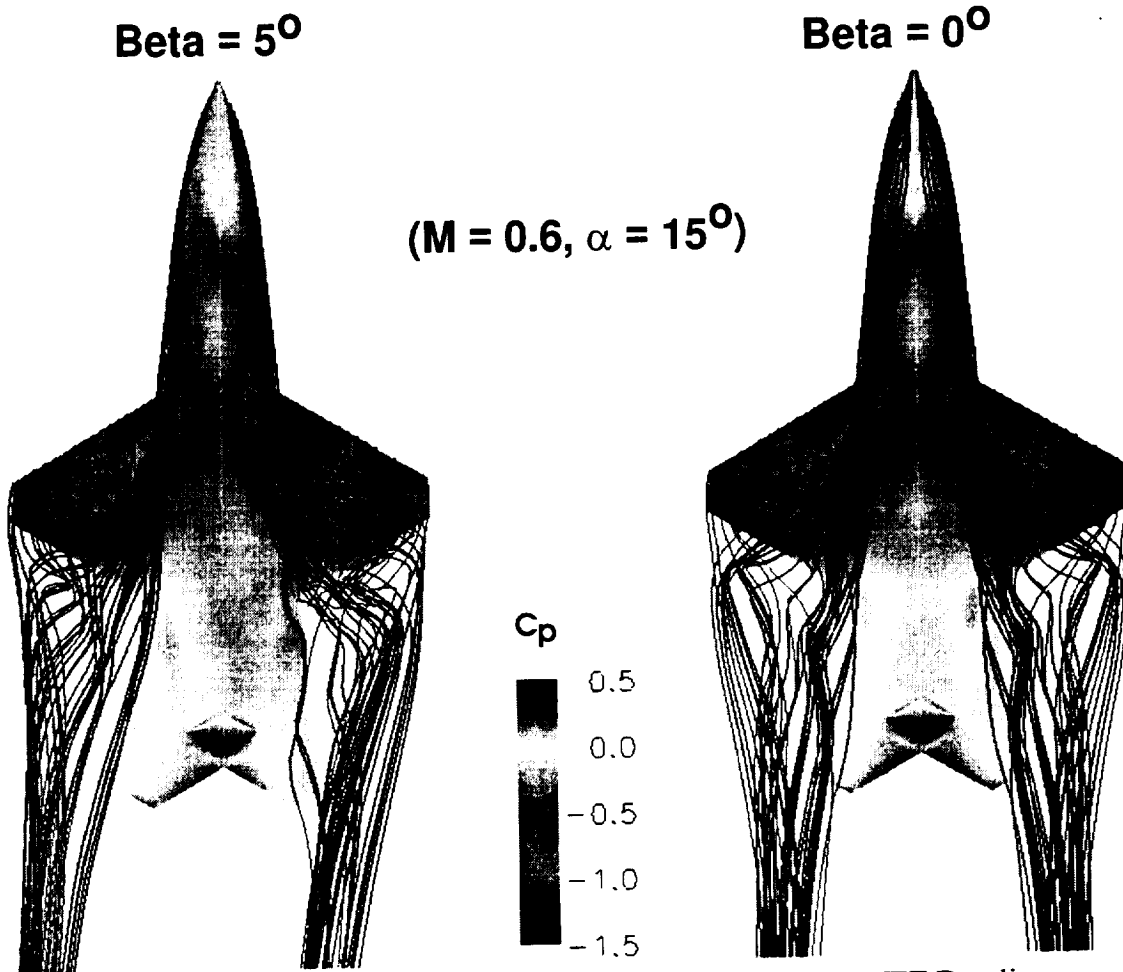 Beta = 5°
Beta = 0°
(M = 0.6, α = 15°)
Cp
0.5
0.0
-0.5
-1.0
-1.5